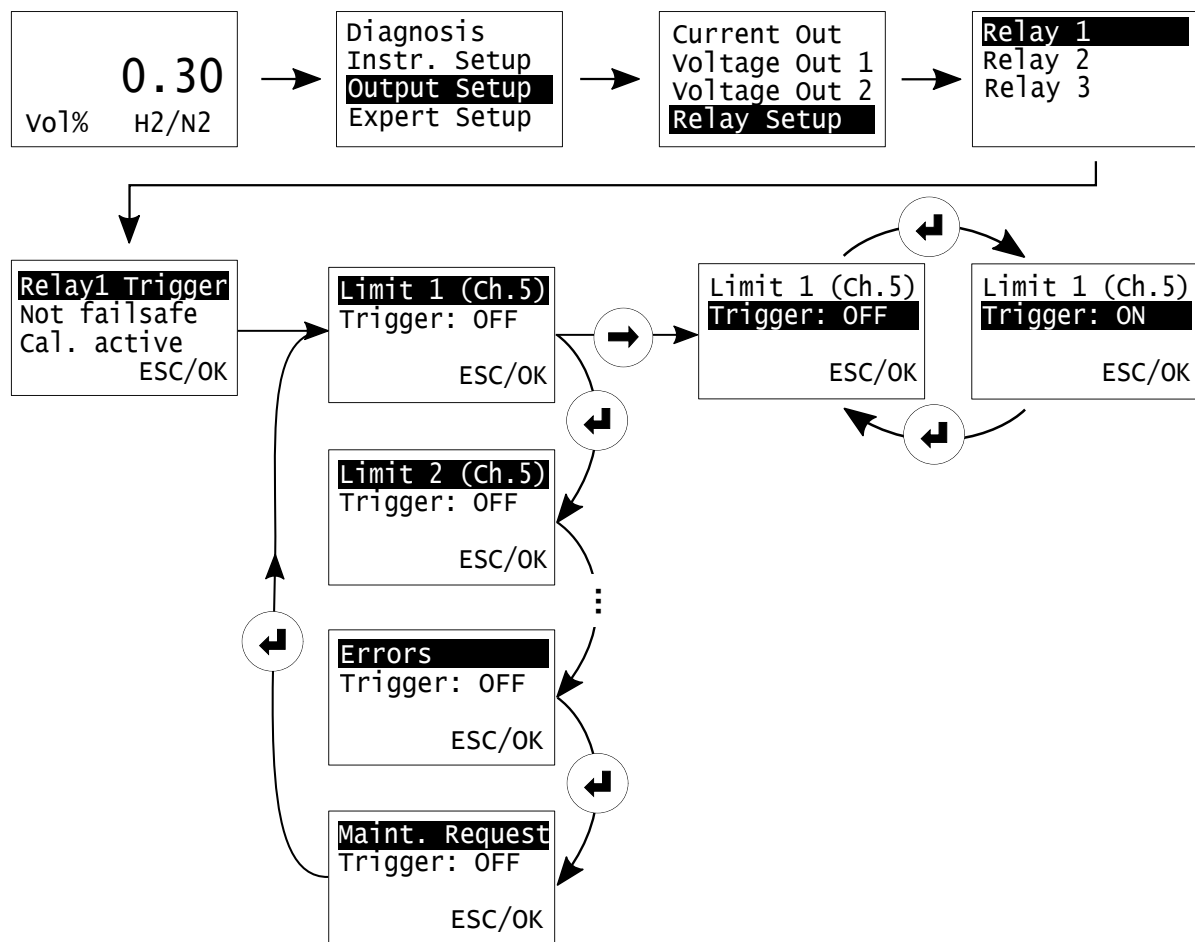 0.30
Vol% H2/N2
Diagnosis
Instr. Setup
Output Setup
Expert Setup
Current Out
Voltage Out 1
Voltage Out 2
Relay Setup
Relay 1
Relay 2
Relay 3
Relay1 Trigger
Not failsafe
Cal. active
ESC/OK
Limit 1 (Ch.5)
Trigger: OFF
ESC/OK
Limit 1 (Ch.5)
Trigger: OFF
ESC/OK
Limit 1 (Ch.5)
Trigger: ON
ESC/OK
Limit 2 (Ch.5)
Trigger: OFF
ESC/OK
...
Errors
Trigger: OFF
ESC/OK
Maint. Request
Trigger: OFF
ESC/OK